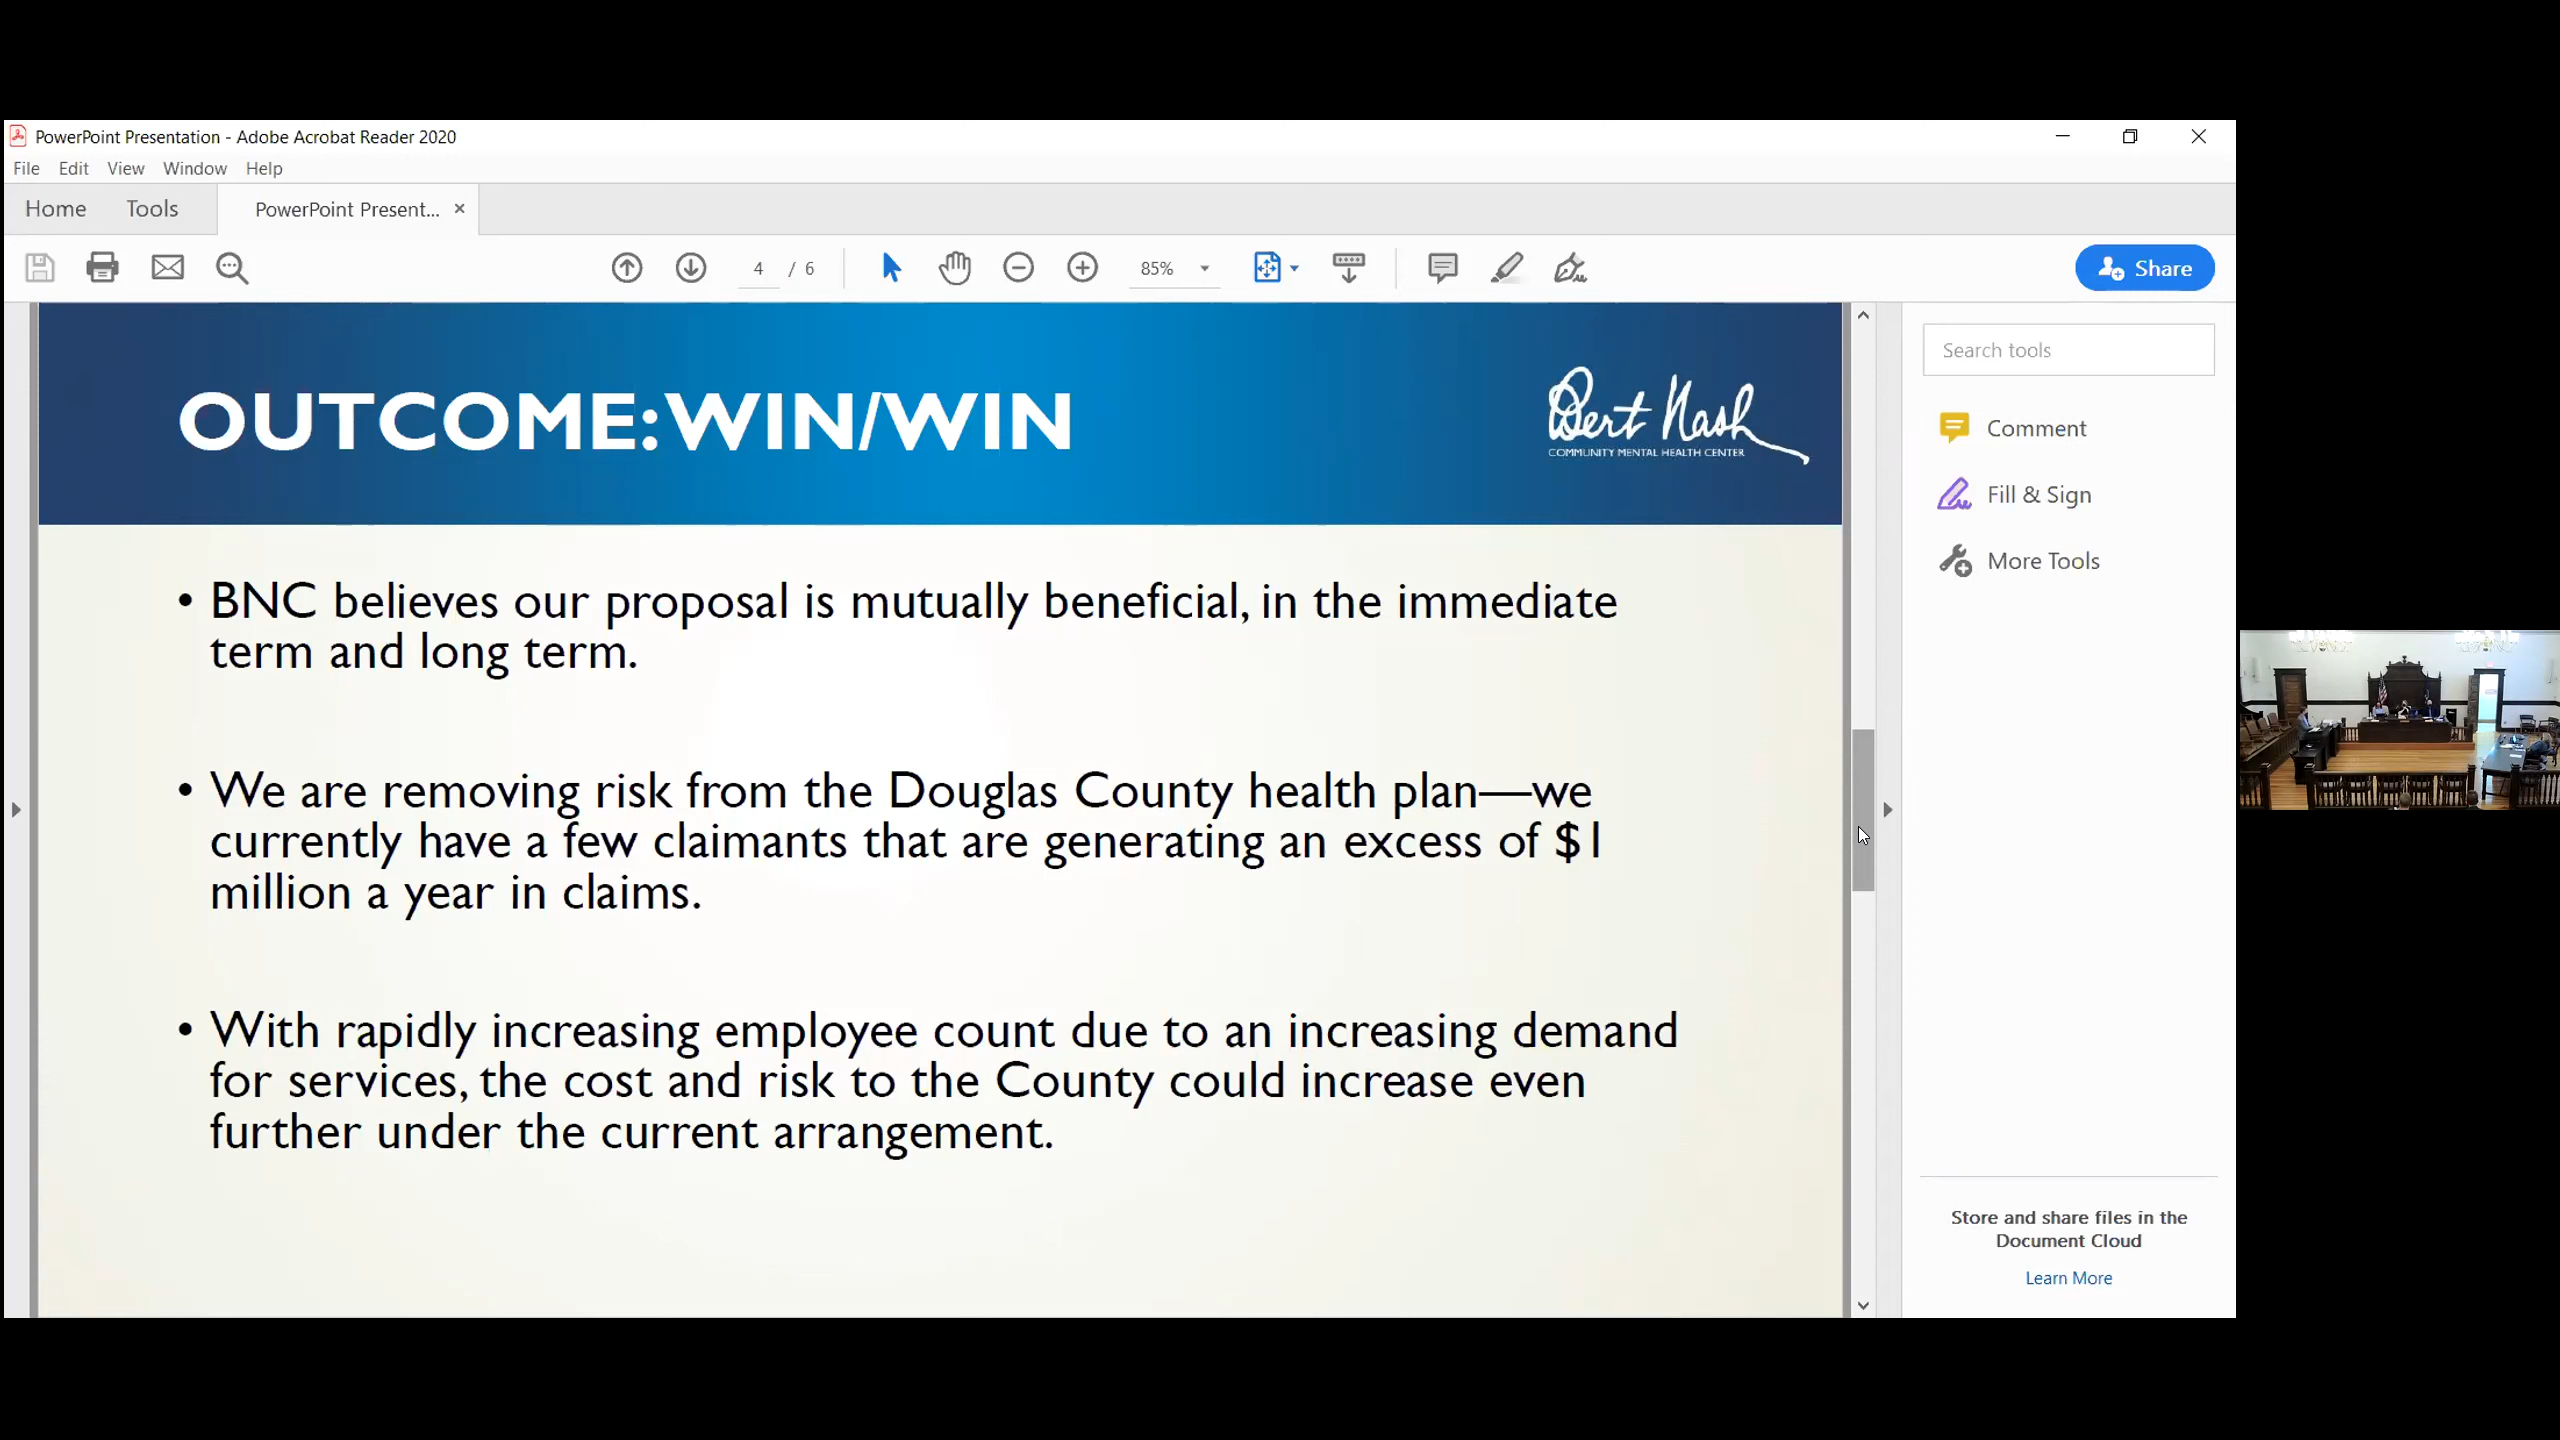 PowerPoint Presentation - Adobe Acrobat Reader 2020
File Edit View Window Help
Home Tools PowerPoint Present... ×
4 / 6 85% Share
OUTCOME: WIN/WIN
Bert Nash
COMMUNITY MENTAL HEALTH CENTER
• BNC believes our proposal is mutually beneficial, in the immediate
term and long term.
• We are removing risk from the Douglas County health plan—we
currently have a few claimants that are generating an excess of $1
million a year in claims.
• With rapidly increasing employee count due to an increasing demand
for services, the cost and risk to the County could increase even
further under the current arrangement.
Search tools
Comment
Fill & Sign
More Tools
Store and share files in the
Document Cloud
Learn More